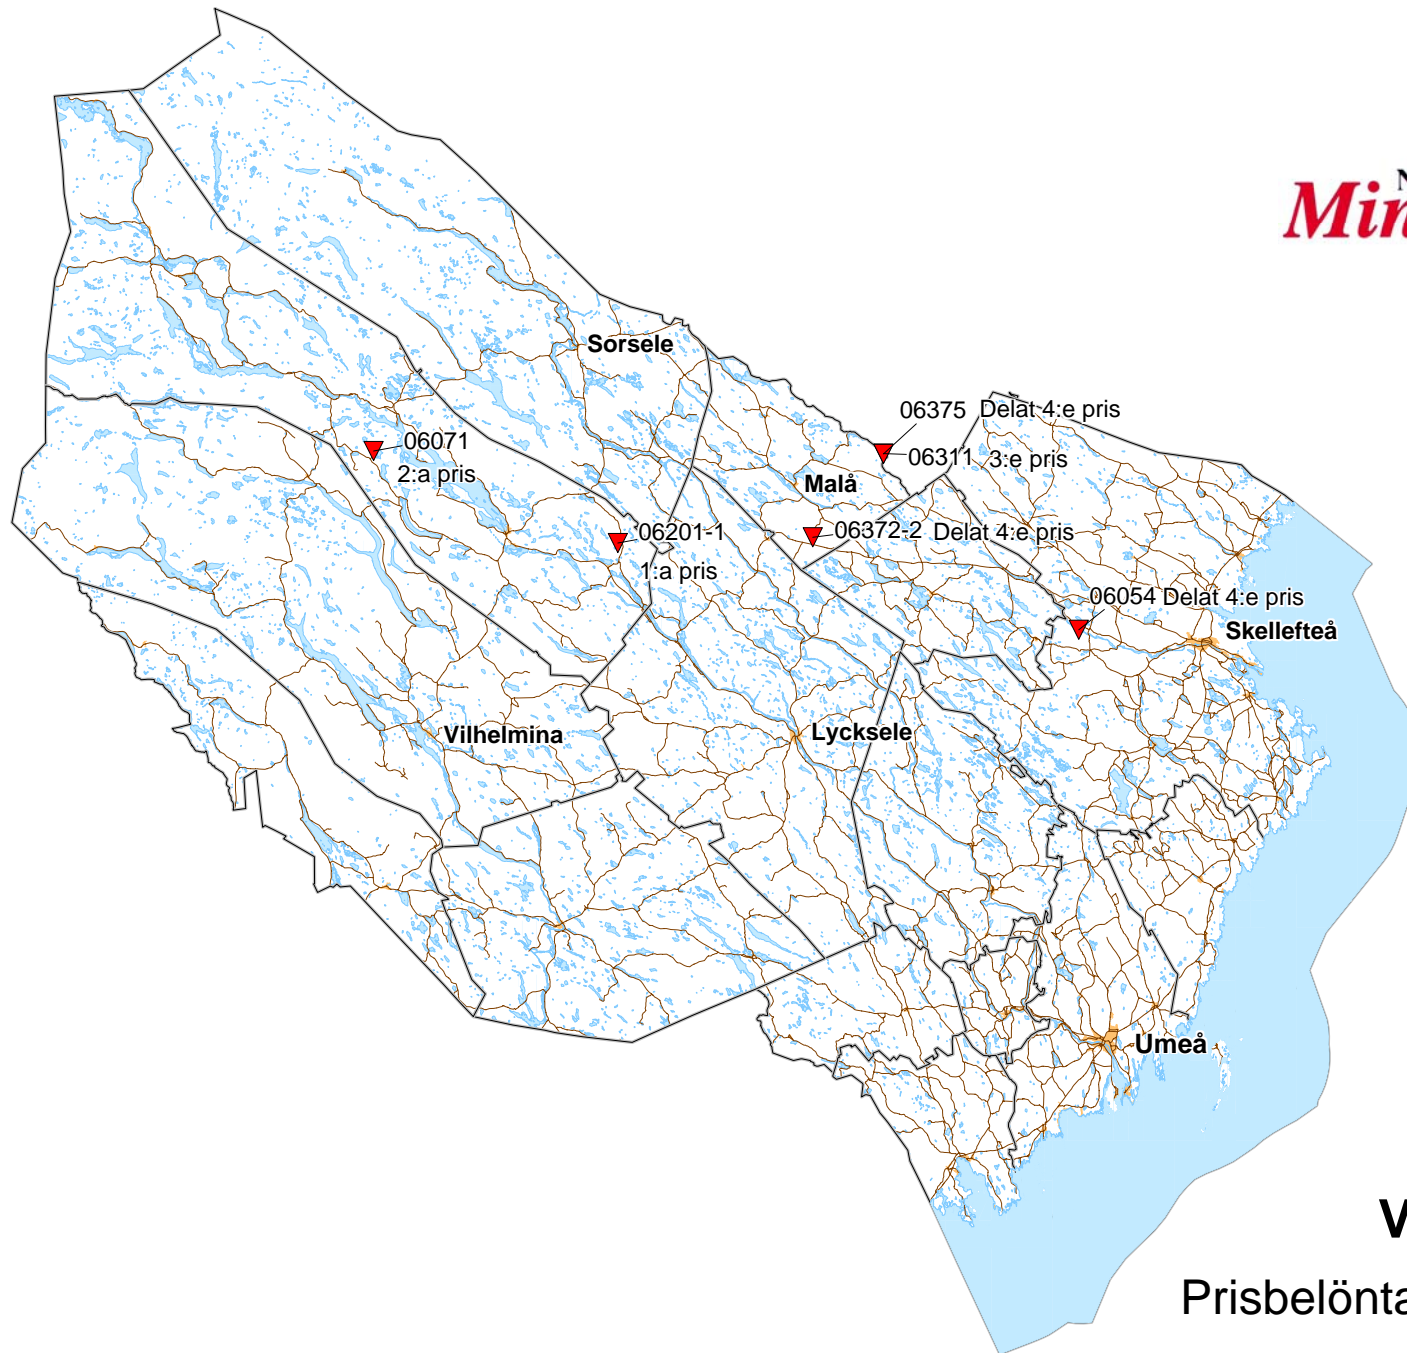 Sorsele
06375 Delat 4:e pris
06071
2:a pris
06311 3:e pris
Malå
06201-1
1:a pris
06372-2 Delat 4:e pris
06054 Delat 4:e pris
Skellefteå
Vilhelmina
Lycksele
Umeå
Prisbelönta